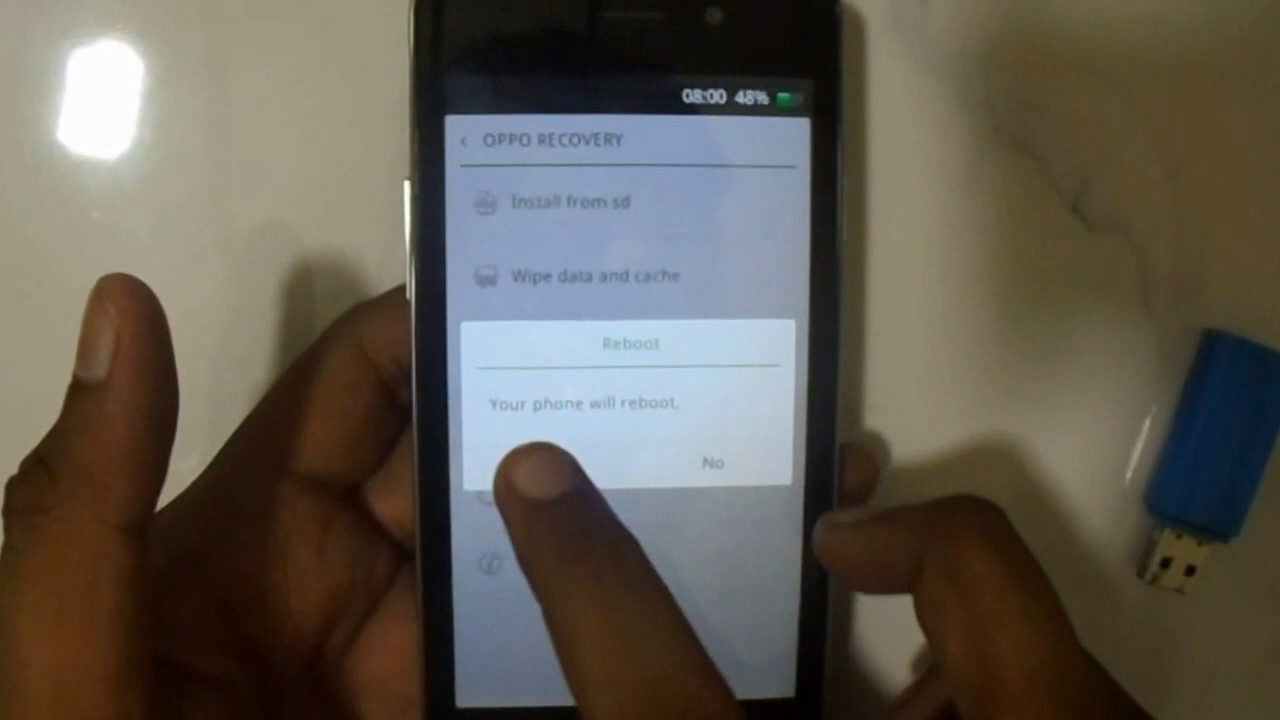 08:00 48%
‹ OPPO RECOVERY
Install from sd
Wipe data and cache
Reboot
Your phone will reboot.
No